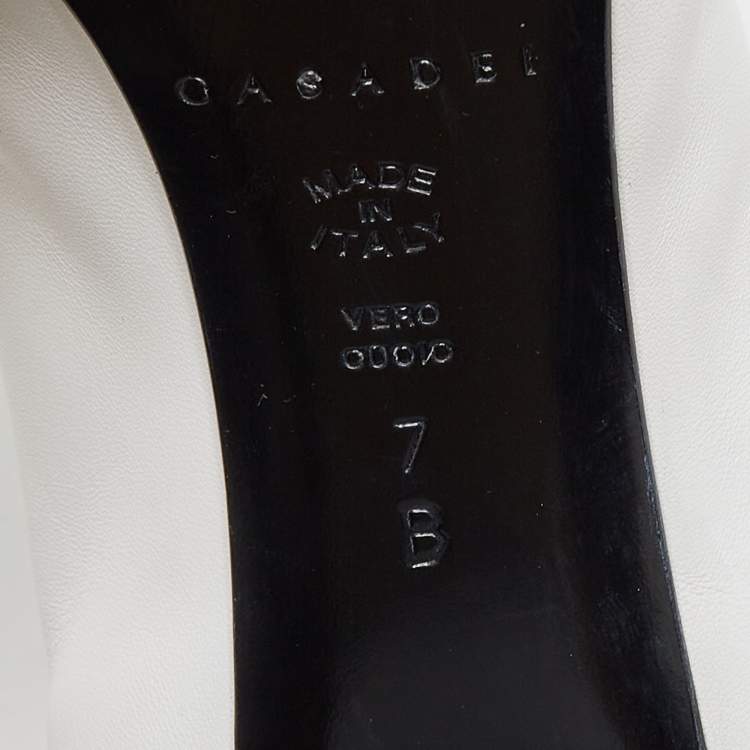 CASADEI
MADE
IN
ITALY
VERO
CUOIO
7
B